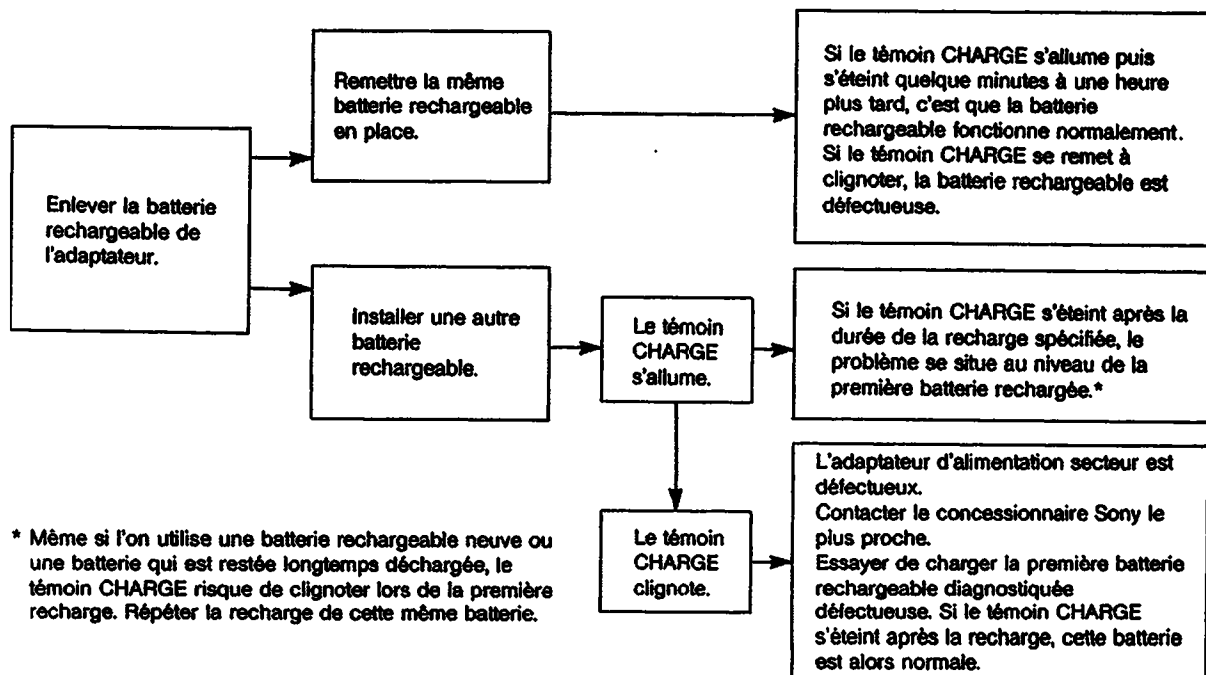 Enlever la batterie
rechargeable de
l'adaptateur.
Remettre la même
batterie rechargeable
en place.
Si le témoin CHARGE s'allume puis
s'éteint quelque minutes à une heure
plus tard, c'est que la batterie
rechargeable fonctionne normalement.
Si le témoin CHARGE se remet à
clignoter, la batterie rechargeable est
défectueuse.
Installer une autre
batterie
rechargeable.
Le témoin
CHARGE
s'allume.
Si le témoin CHARGE s'éteint après la
durée de la recharge spécifiée, le
problème se situe au niveau de la
première batterie rechargée.*
Le témoin
CHARGE
clignote.
L'adaptateur d'alimentation secteur est
défectueux.
Contacter le concessionnaire Sony le
plus proche.
Essayer de charger la première batterie
rechargeable diagnostiquée
défectueuse. Si le témoin CHARGE
s'éteint après la recharge, cette batterie
est alors normale.
* Même si l'on utilise une batterie rechargeable neuve ou
une batterie qui est restée longtemps déchargée, le
témoin CHARGE risque de clignoter lors de la première
recharge. Répéter la recharge de cette même batterie.